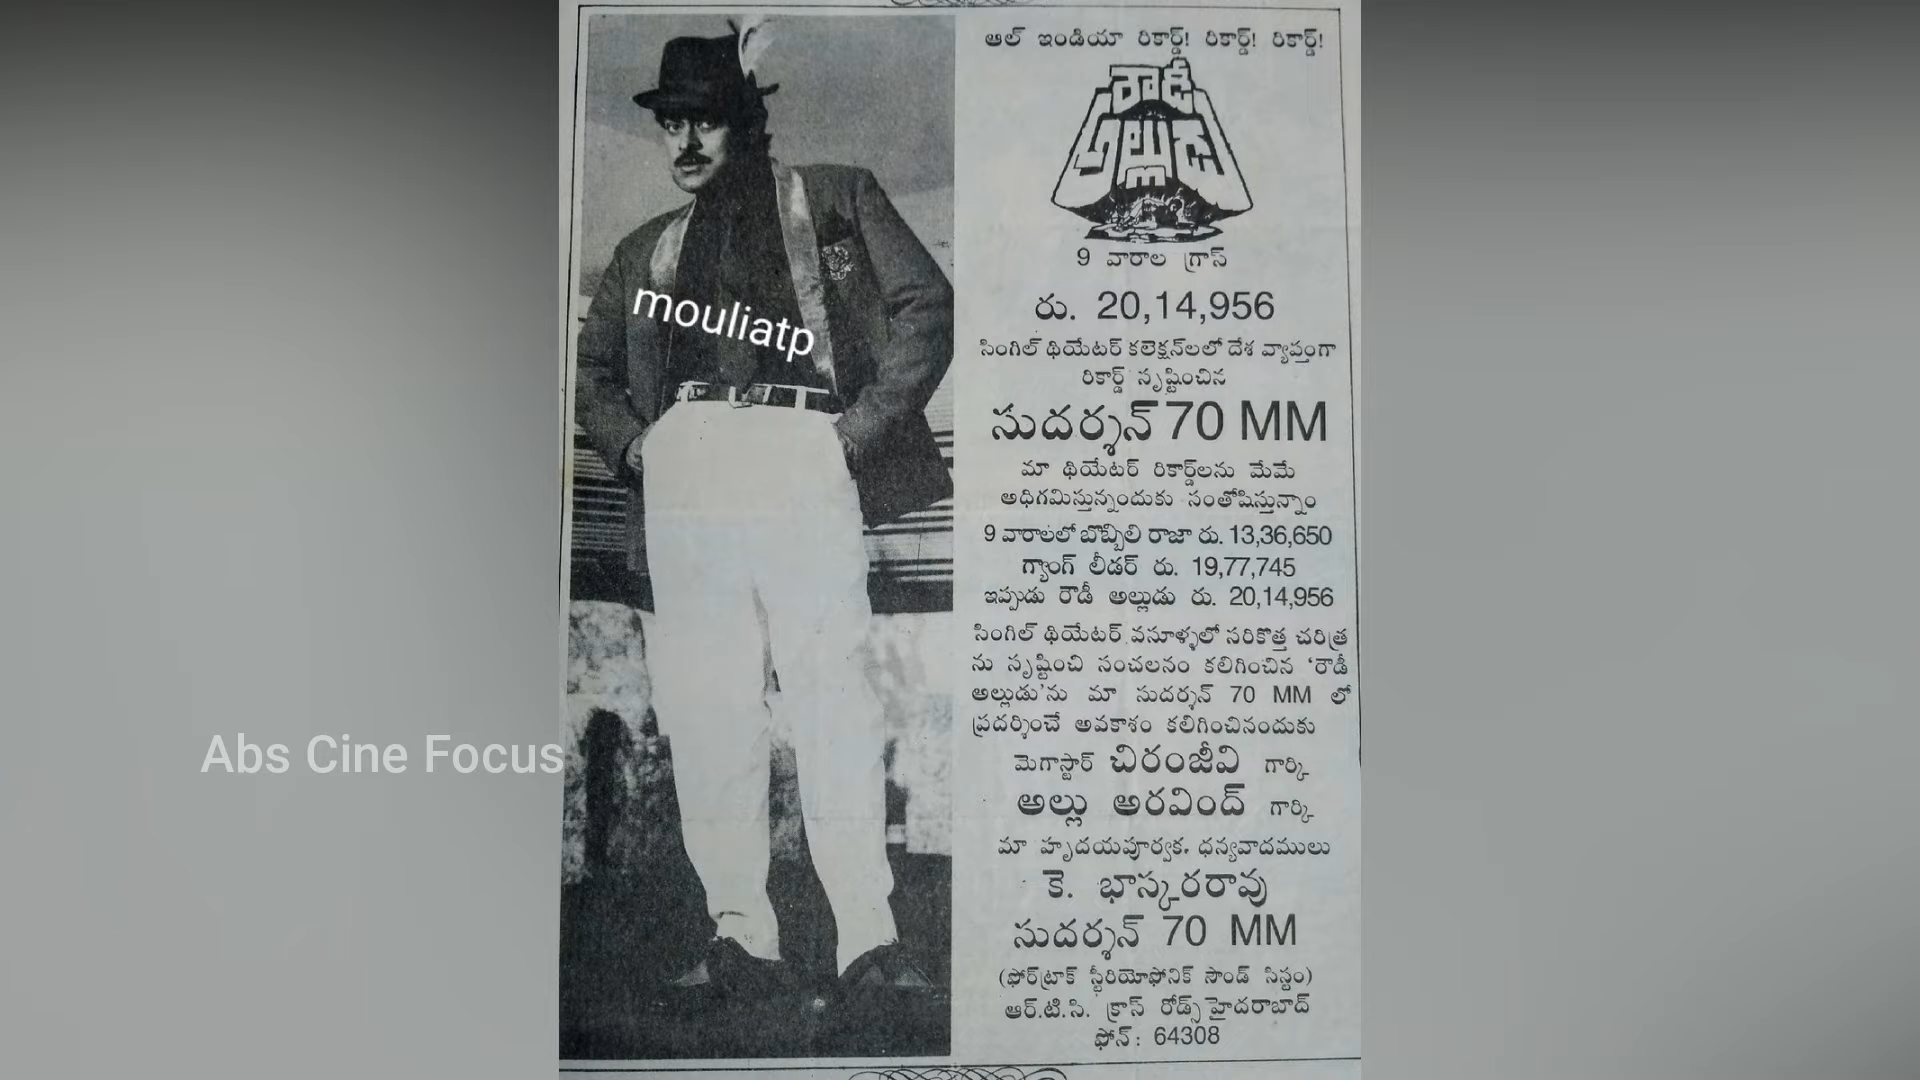 ఆల్ ఇండియా రికార్డ్! రికార్డ్! రికార్డ్!
రౌడీ
అల్లుడు
9 వారాల గ్రాస్
రు. 20,14,956
సింగిల్ థియేటర్ కలెక్షన్‌లలో దేశ వ్యాప్తంగా
రికార్డ్ సృష్టించిన
సుదర్శన్ 70 MM
మా థియేటర్ రికార్డ్‌లను మేమే
అధిగమిస్తున్నందుకు సంతోషిస్తున్నాం
9 వారాలలో బొబ్బిలి రాజా రు. 13,36,650
గ్యాంగ్ లీడర్ రు. 19,77,745
ఇప్పుడు రౌడీ అల్లుడు రు. 20,14,956
సింగిల్ థియేటర్ వసూళ్ళలో సరికొత్త చరిత్ర
ను సృష్టించి సంచలనం కలిగించిన ‘రౌడీ
అల్లుడు’ను మా సుదర్శన్ 70 MM లో
ప్రదర్శించే అవకాశం కలిగించినందుకు
మెగాస్టార్ చిరంజీవి గార్కి
అల్లు అరవింద్ గార్కి
మా హృదయపూర్వక ధన్యవాదములు
కె. భాస్కరరావు
సుదర్శన్ 70 MM
(ఫోర్‌ట్రాక్ స్టీరియోఫోనిక్ సౌండ్ సిస్టం)
ఆర్.టి.సి. క్రాస్ రోడ్స్ హైదరాబాద్
ఫోన్: 64308
mouliatp
Abs Cine Focus